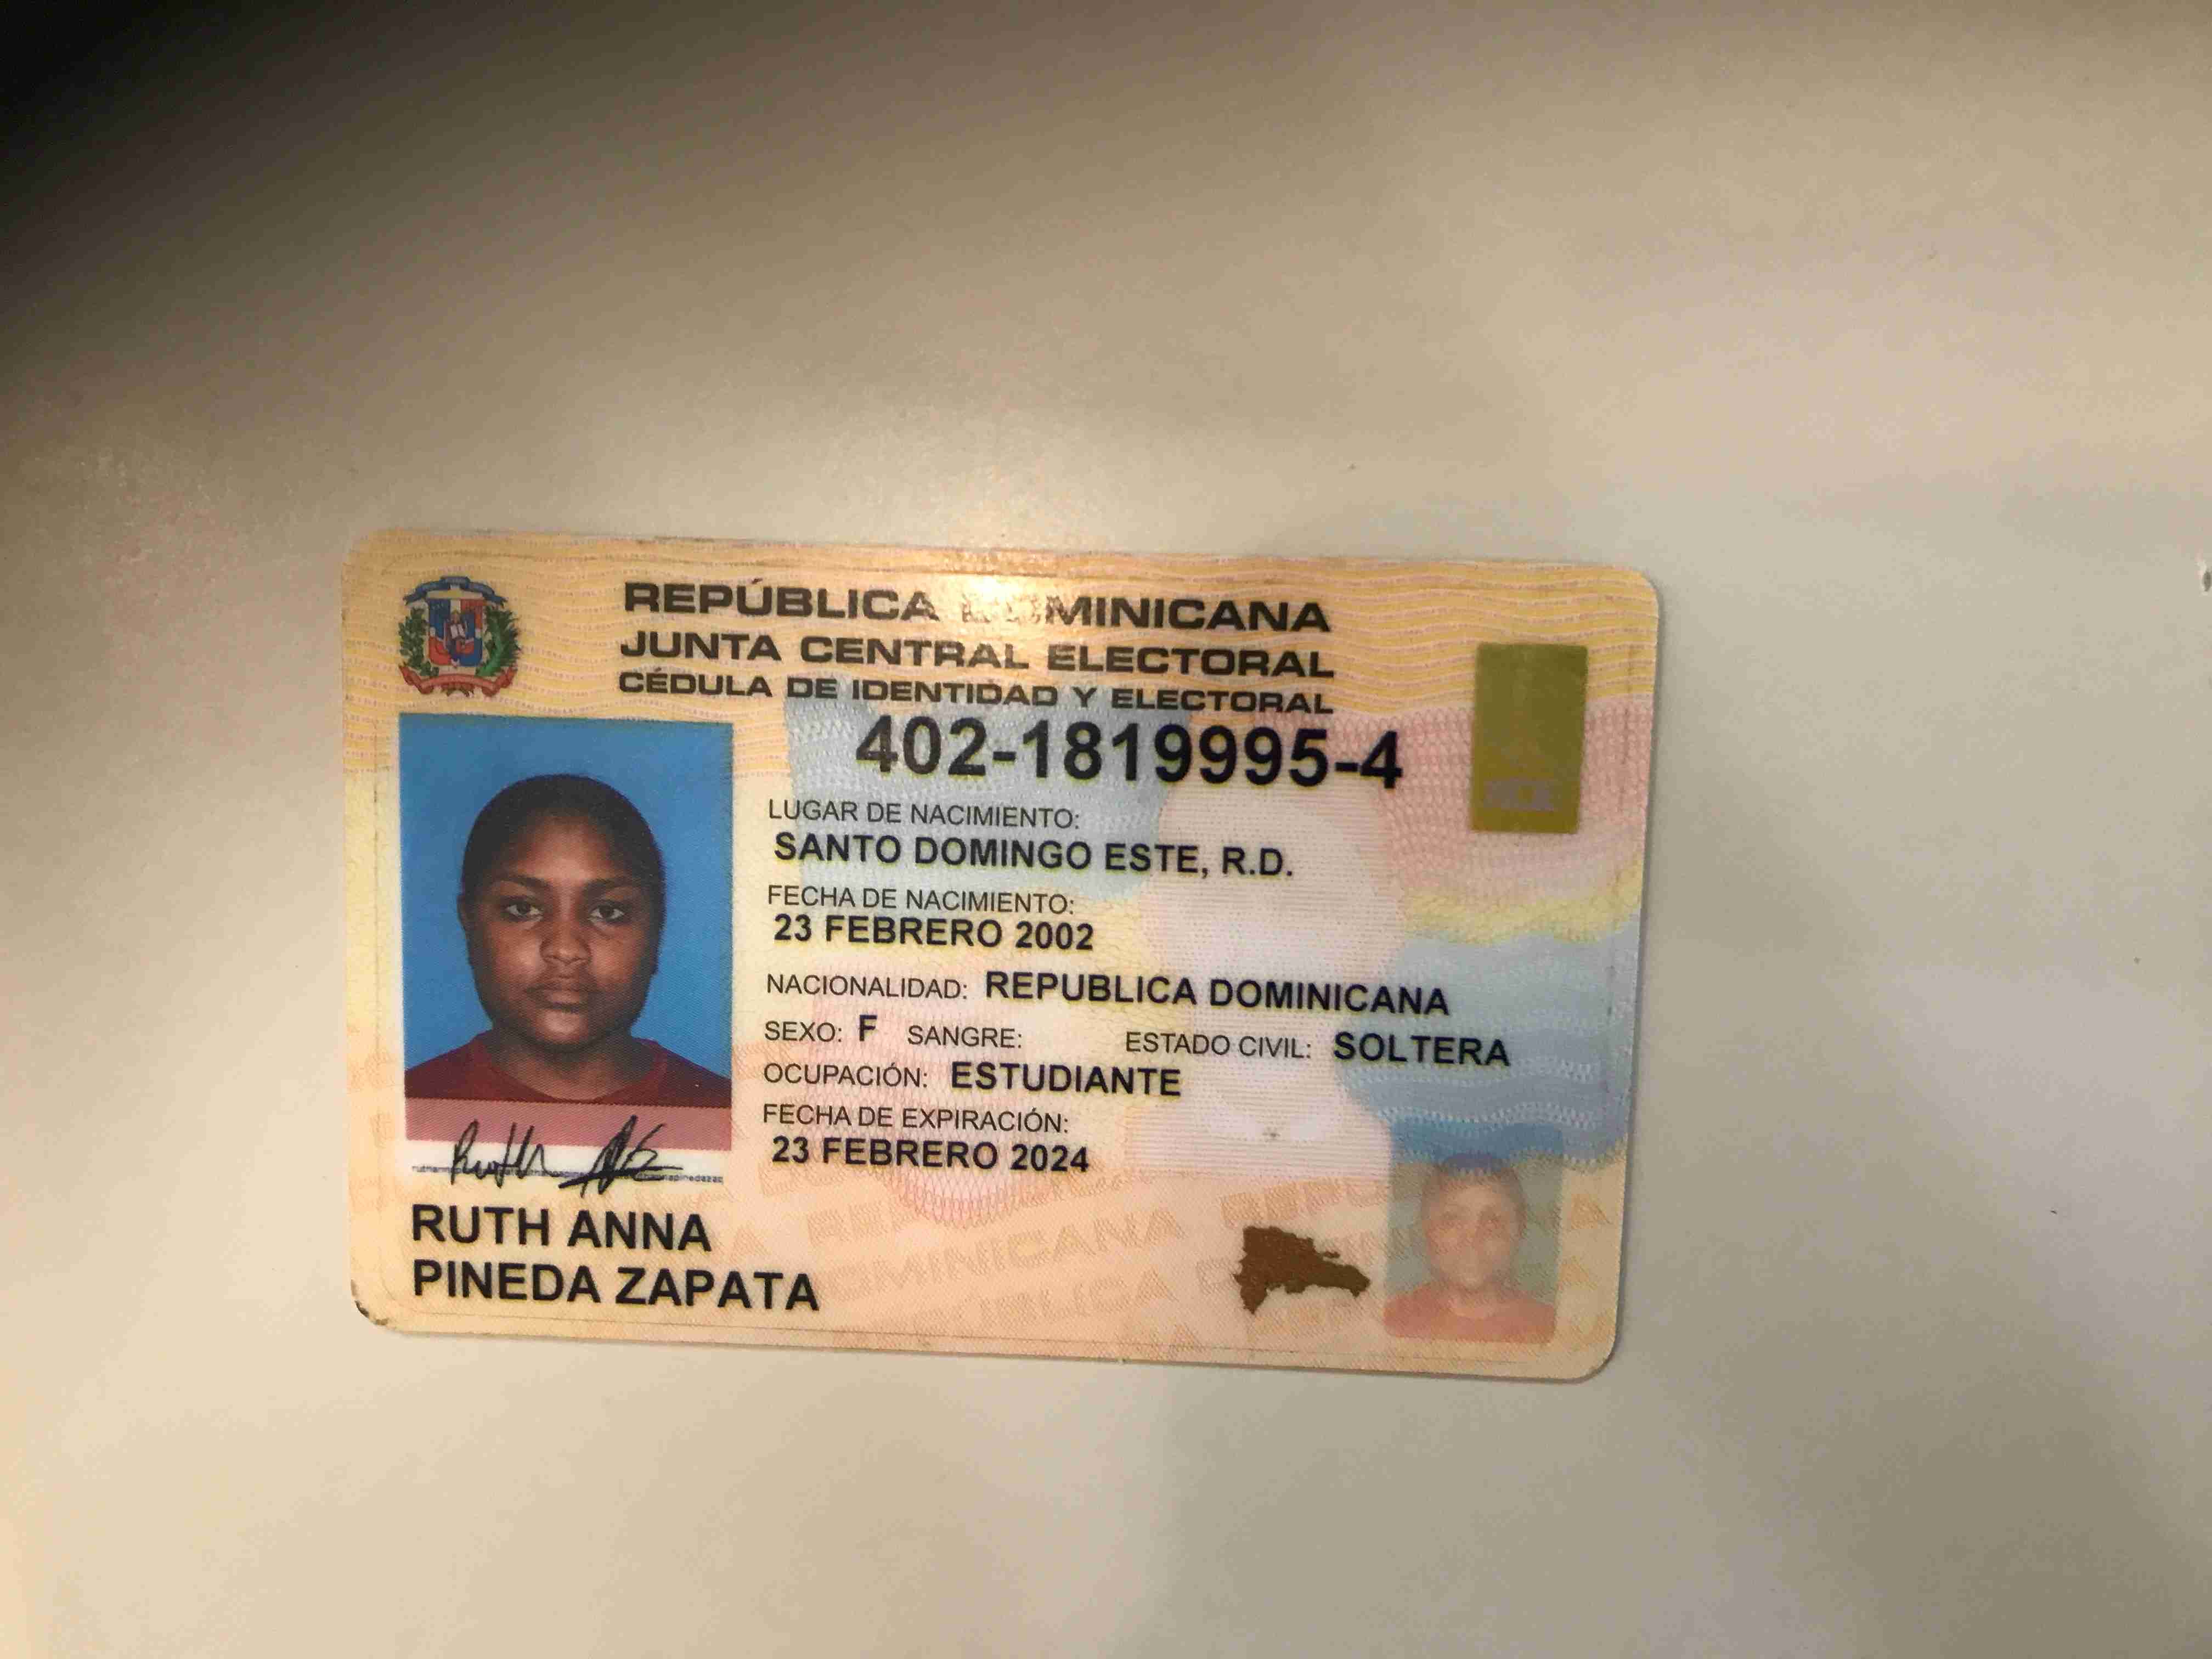 REPÚBLICA DOMINICANA
JUNTA CENTRAL ELECTORAL
CÉDULA DE IDENTIDAD Y ELECTORAL
402-1819995-4
LUGAR DE NACIMIENTO:
SANTO DOMINGO ESTE, R.D.
FECHA DE NACIMIENTO:
23 FEBRERO 2002
NACIONALIDAD: REPUBLICA DOMINICANA
SEXO: F SANGRE: ESTADO CIVIL: SOLTERA
OCUPACIÓN: ESTUDIANTE
FECHA DE EXPIRACIÓN:
23 FEBRERO 2024
Ruth
RUTH ANNA
PINEDA ZAPATA